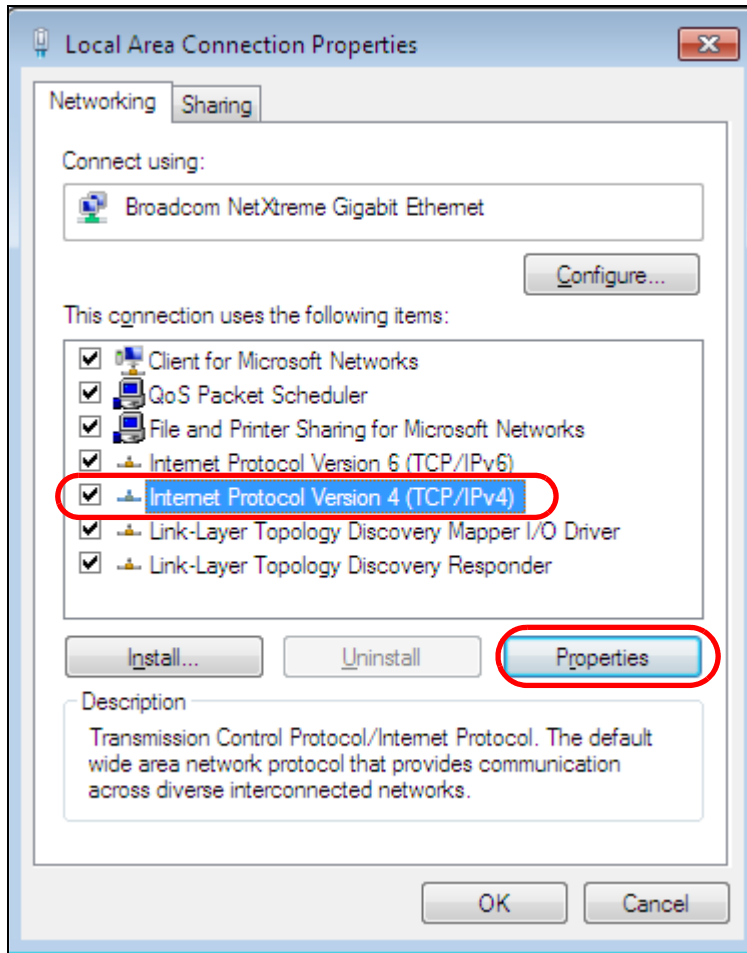 Local Area Connection Properties
Networking
Sharing
Connect using:
Broadcom NetXtreme Gigabit Ethernet
Configure...
This connection uses the following items:
Client for Microsoft Networks
QoS Packet Scheduler
File and Printer Sharing for Microsoft Networks
Internet Protocol Version 6 (TCP/IPv6)
Internet Protocol Version 4 (TCP/IPv4)
Link-Layer Topology Discovery Mapper I/O Driver
Link-Layer Topology Discovery Responder
Install...
Uninstall
Properties
Description
Transmission Control Protocol/Internet Protocol. The default
wide area network protocol that provides communication
across diverse interconnected networks.
OK
Cancel